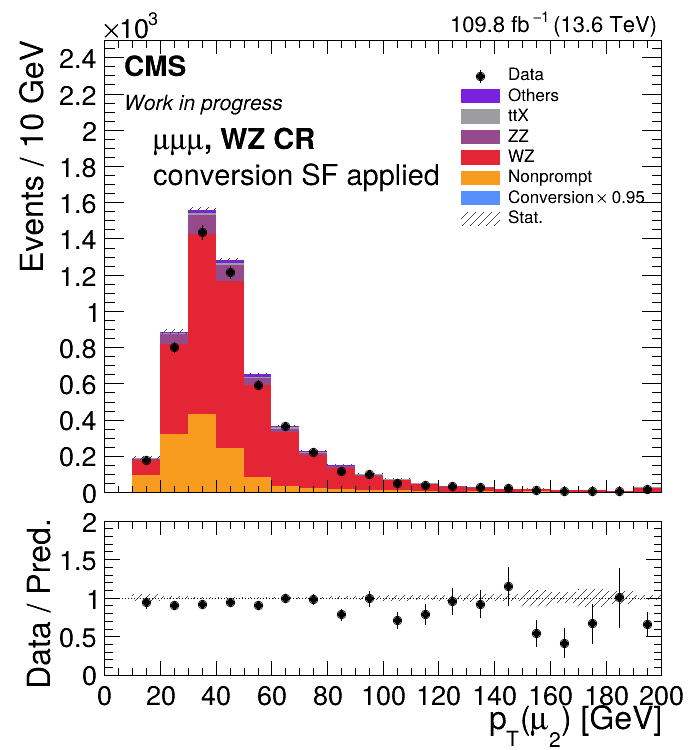 ×10³
109.8 fb⁻¹ (13.6 TeV)
CMS
Work in progress
μμμ, WZ CR
conversion SF applied
Data
Others
ttX
ZZ
WZ
Nonprompt
Conversion × 0.95
Stat.
Events / 10 GeV
2.4
2.2
2
1.8
1.6
1.4
1.2
1
0.8
0.6
0.4
0.2
0
Data / Pred.
2
1.5
1
0.5
0
0 20 40 60 80 100 120 140 160 180 200
p_T(μ₂) [GeV]